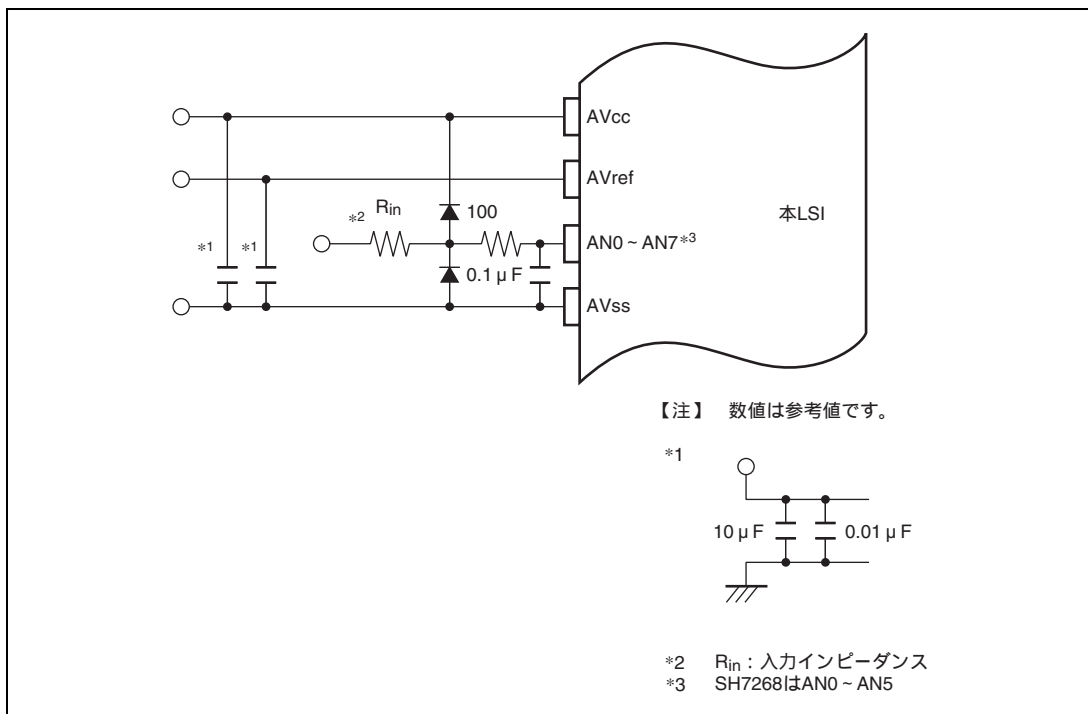 AVcc
AVref
*2 Rin
100
AN0～AN7*3
本LSI
*1 *1
0.1 μ F
AVss
【注】 数値は参考値です。
*1
10 μ F 0.01 μ F
*2 Rin：入力インピーダンス
*3 SH7268はAN0～AN5